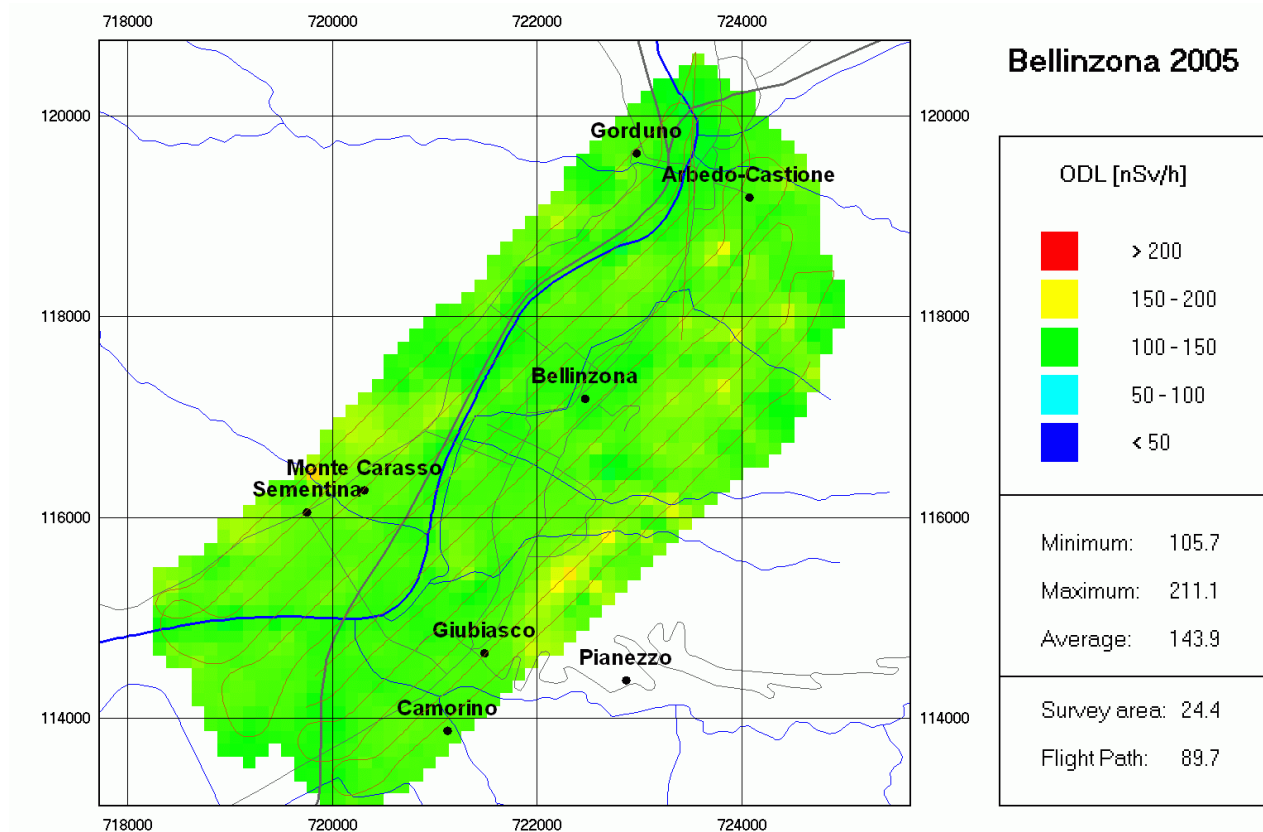 718000 720000 722000 724000
Bellinzona 2005
120000 120000
Gorduno
Arbedo-Castione
ODL [nSv/h]
> 200
150 - 200
118000 118000
100 - 150
Bellinzona
50 - 100
< 50
Monte Carasso
Sementina
116000 116000
Minimum: 105.7
Maximum: 211.1
Average: 143.9
Giubiasco
Pianezzo
Camorino
114000 114000
Survey area: 24.4
Flight Path: 89.7
718000 720000 722000 724000